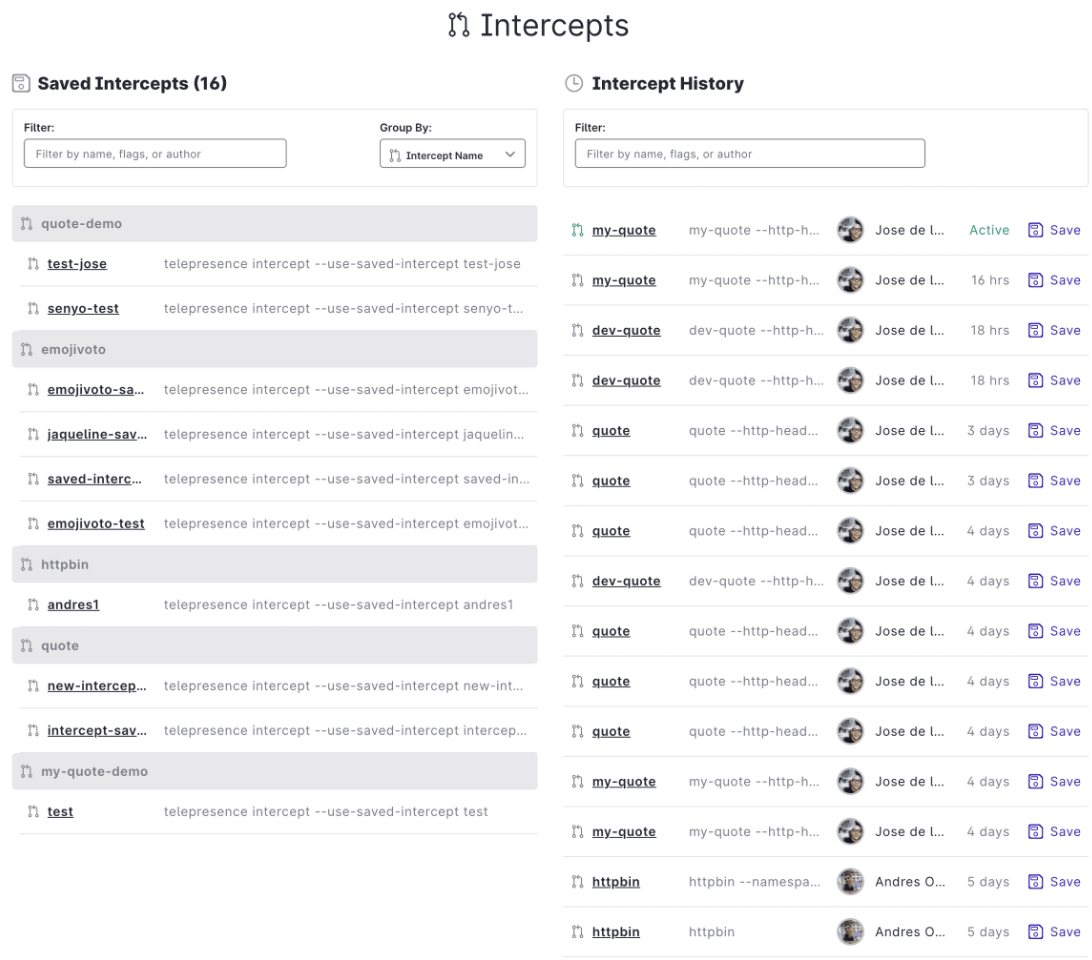 Intercepts
Saved Intercepts (16)
Filter:
Group By:
Filter by name, flags, or author
Intercept Name
quote-demo
test-jose telepresence intercept --use-saved-intercept test-jose
senyo-test telepresence intercept --use-saved-intercept senyo-t...
emojivoto
emojivoto-sa... telepresence intercept --use-saved-intercept emojivot...
jaqueline-sav... telepresence intercept --use-saved-intercept jaquelin...
saved-interc... telepresence intercept --use-saved-intercept saved-in...
emojivoto-test telepresence intercept --use-saved-intercept emojivot...
httpbin
andres1 telepresence intercept --use-saved-intercept andres1
quote
new-intercep... telepresence intercept --use-saved-intercept new-int...
intercept-sav... telepresence intercept --use-saved-intercept intercep...
my-quote-demo
test telepresence intercept --use-saved-intercept test
Intercept History
Filter:
Filter by name, flags, or author
my-quote my-quote --http-h... Jose de l... Active Save
my-quote my-quote --http-h... Jose de l... 16 hrs Save
dev-quote dev-quote --http-h... Jose de l... 18 hrs Save
dev-quote dev-quote --http-h... Jose de l... 18 hrs Save
quote quote --http-head... Jose de l... 3 days Save
quote quote --http-head... Jose de l... 3 days Save
quote quote --http-head... Jose de l... 4 days Save
dev-quote dev-quote --http-h... Jose de l... 4 days Save
quote quote --http-head... Jose de l... 4 days Save
quote quote --http-head... Jose de l... 4 days Save
quote quote --http-head... Jose de l... 4 days Save
my-quote my-quote --http-h... Jose de l... 4 days Save
my-quote my-quote --http-h... Jose de l... 4 days Save
httpbin httpbin --namespa... Andres O... 5 days Save
httpbin httpbin Andres O... 5 days Save